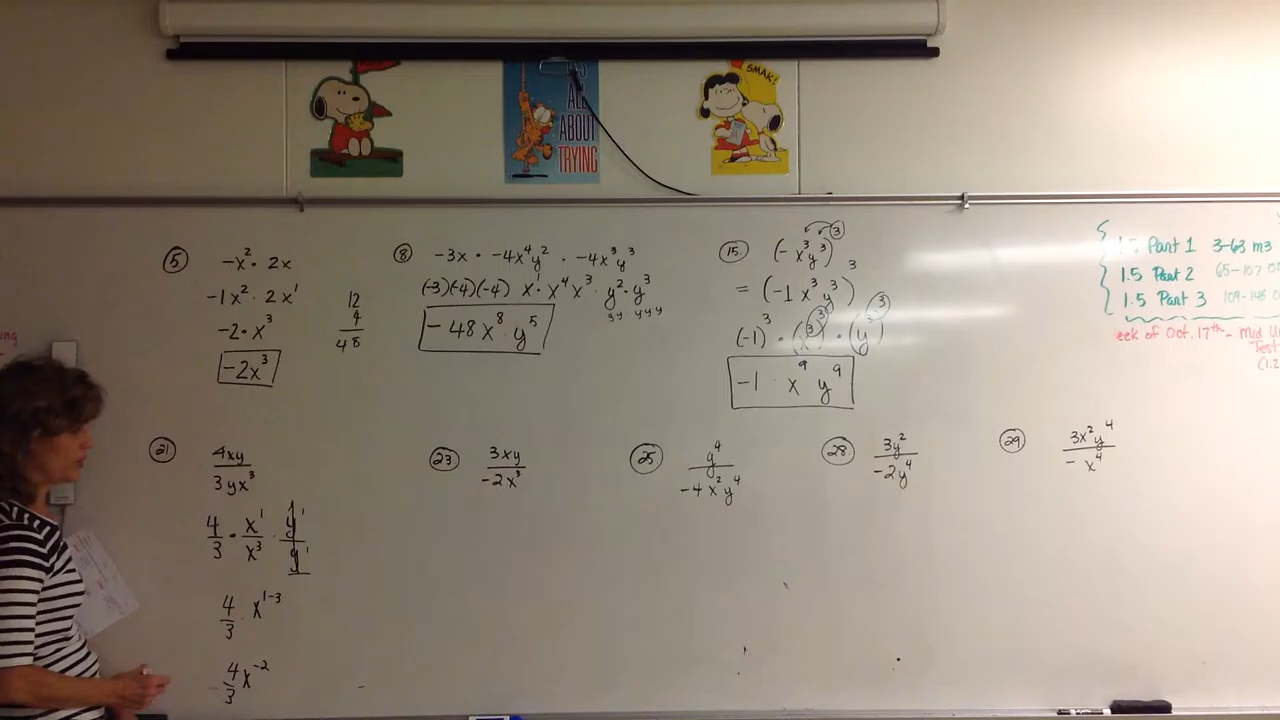 IT'S ALL ABOUT TRYING
SMAK!
5 -x² · 2x
-1x² · 2x¹
-2 · x³
-2x³
12
4
48
8 -3x · -4x⁴y² · -4x³y³
(-3)(-4)(-4) x¹ · x⁴ x³ · y² · y³
yy yyy
-48x⁸y⁵
15 (-x³y³)³
= (-1x³y³)³
(-1)³ · (x³)³ · (y³)³
-1 · x⁹ y⁹
1.5 Part 1 3-63 m3
1.5 Part 2 65-107
1.5 Part 3 109-145
eek of Oct. 17th - Mid U
Test
(1.2
21 4xy / 3yx³
4/3 · x¹/x³ · y¹/y¹
4/3 · x¹⁻³
4/3 x⁻²
23 3xy / -2x³
25 y⁴ / -4x²y⁴
28 3y² / -2y⁴
29 3x²y⁴ / -x⁴